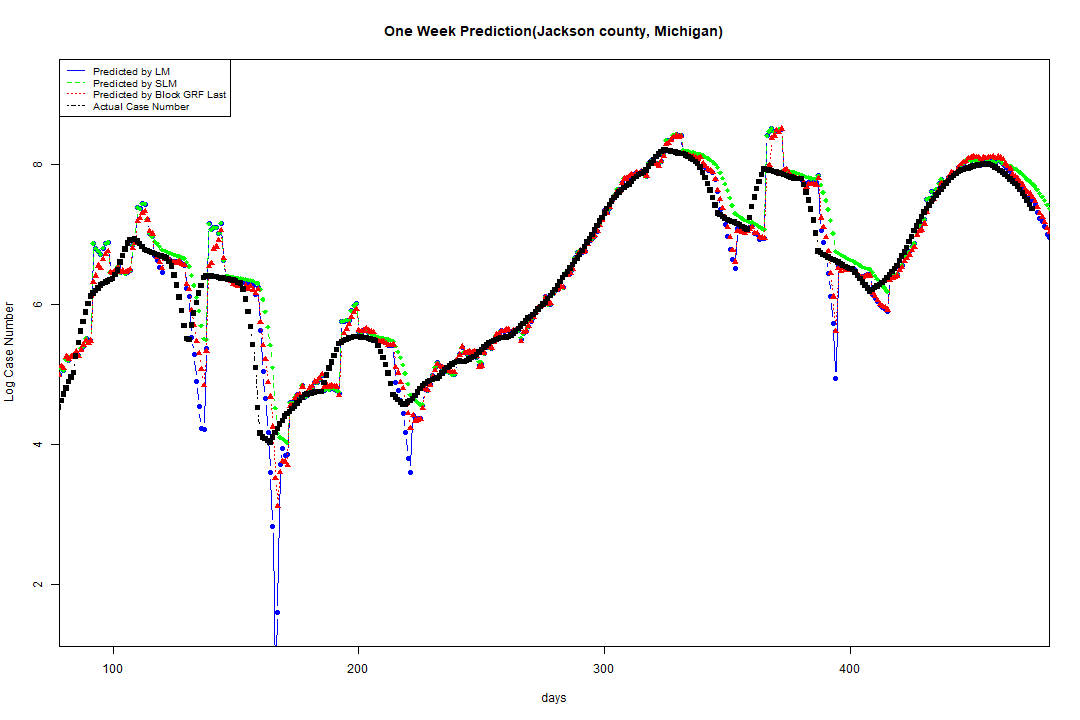 One Week Prediction(Jackson county, Michigan)
Predicted by LM
Predicted by SLM
Predicted by Block GRF Last
Actual Case Number
Log Case Number
8
6
4
2
100
200
300
400
days